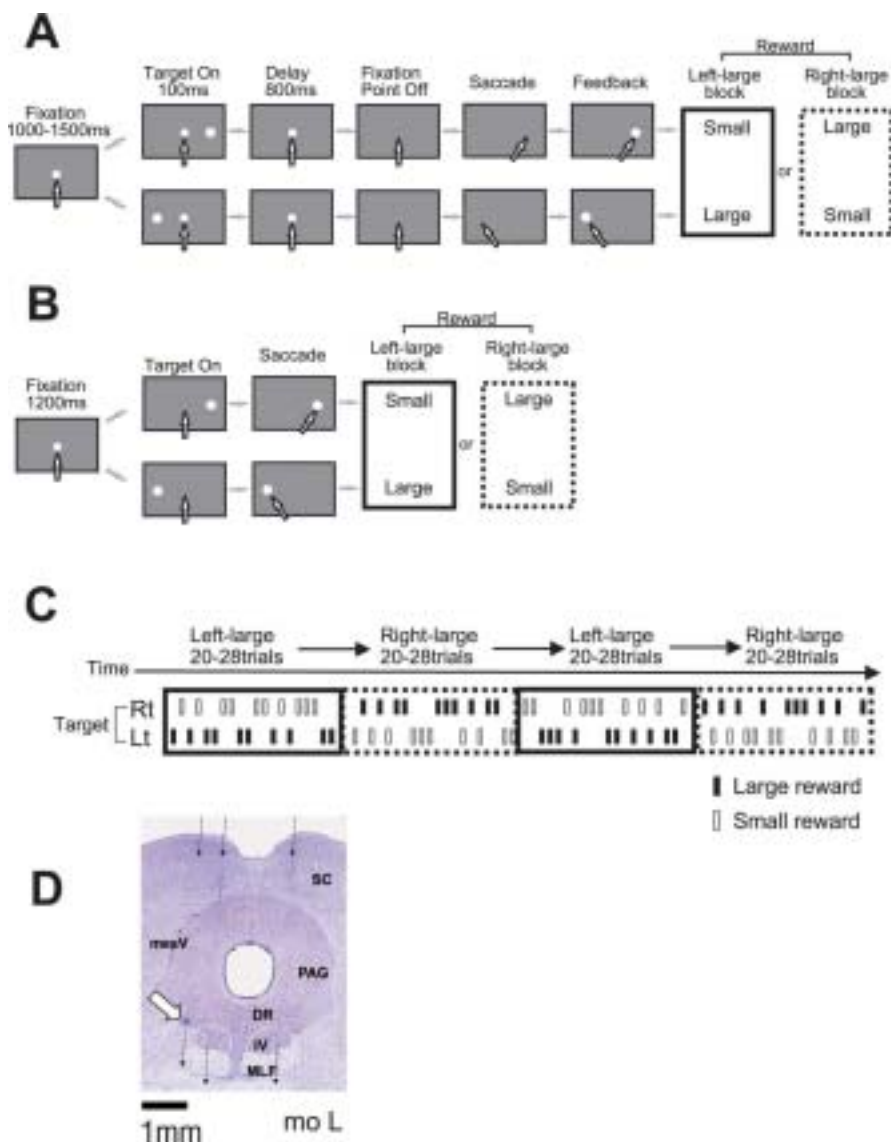 A
Reward
Target On
100ms
Delay
800ms
Fixation
Point Off
Saccade
Feedback
Left-large
block
Right-large
block
Fixation
1000-1500ms
Small
Large
or
Large
Small
B
Reward
Target On
Saccade
Left-large
block
Right-large
block
Fixation
1200ms
Small
Large
or
Large
Small
C
Left-large
20-28trials
Right-large
20-28trials
Left-large
20-28trials
Right-large
20-28trials
Time
Target
Rt
Lt
Large reward
Small reward
D
SC
mesV
PAG
DR
IV
MLF
1mm
mo L